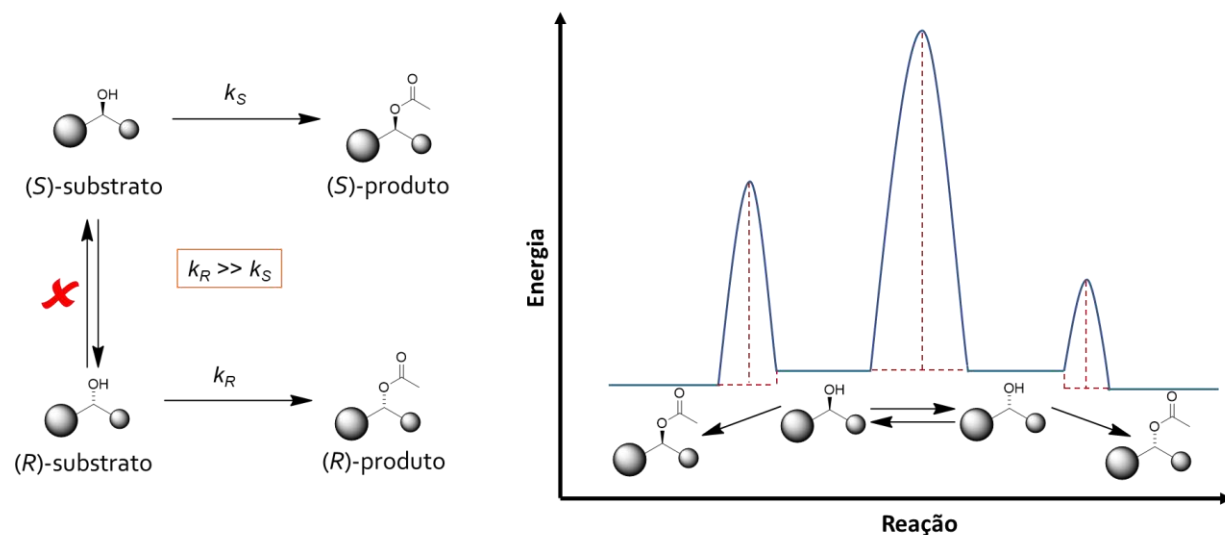 OH
k_S
O
O
(S)-substrato
(S)-produto
k_R >> k_S
OH
k_R
O
O
(R)-substrato
(R)-produto
Energia
O
O
OH
OH
O
O
Reação